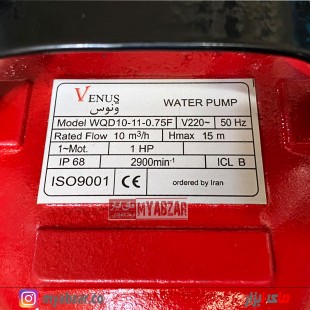 VENUS
ونوس
WATER PUMP
Model WQD10-11-0.75F V220~ 50 Hz
Rated Flow 10 m³/h Hmax 15 m
1~Mot. 1 HP
IP 68 2900min⁻¹ ICL B
ISO9001 CE ordered by Iran
MYABZAR
myabzar.co